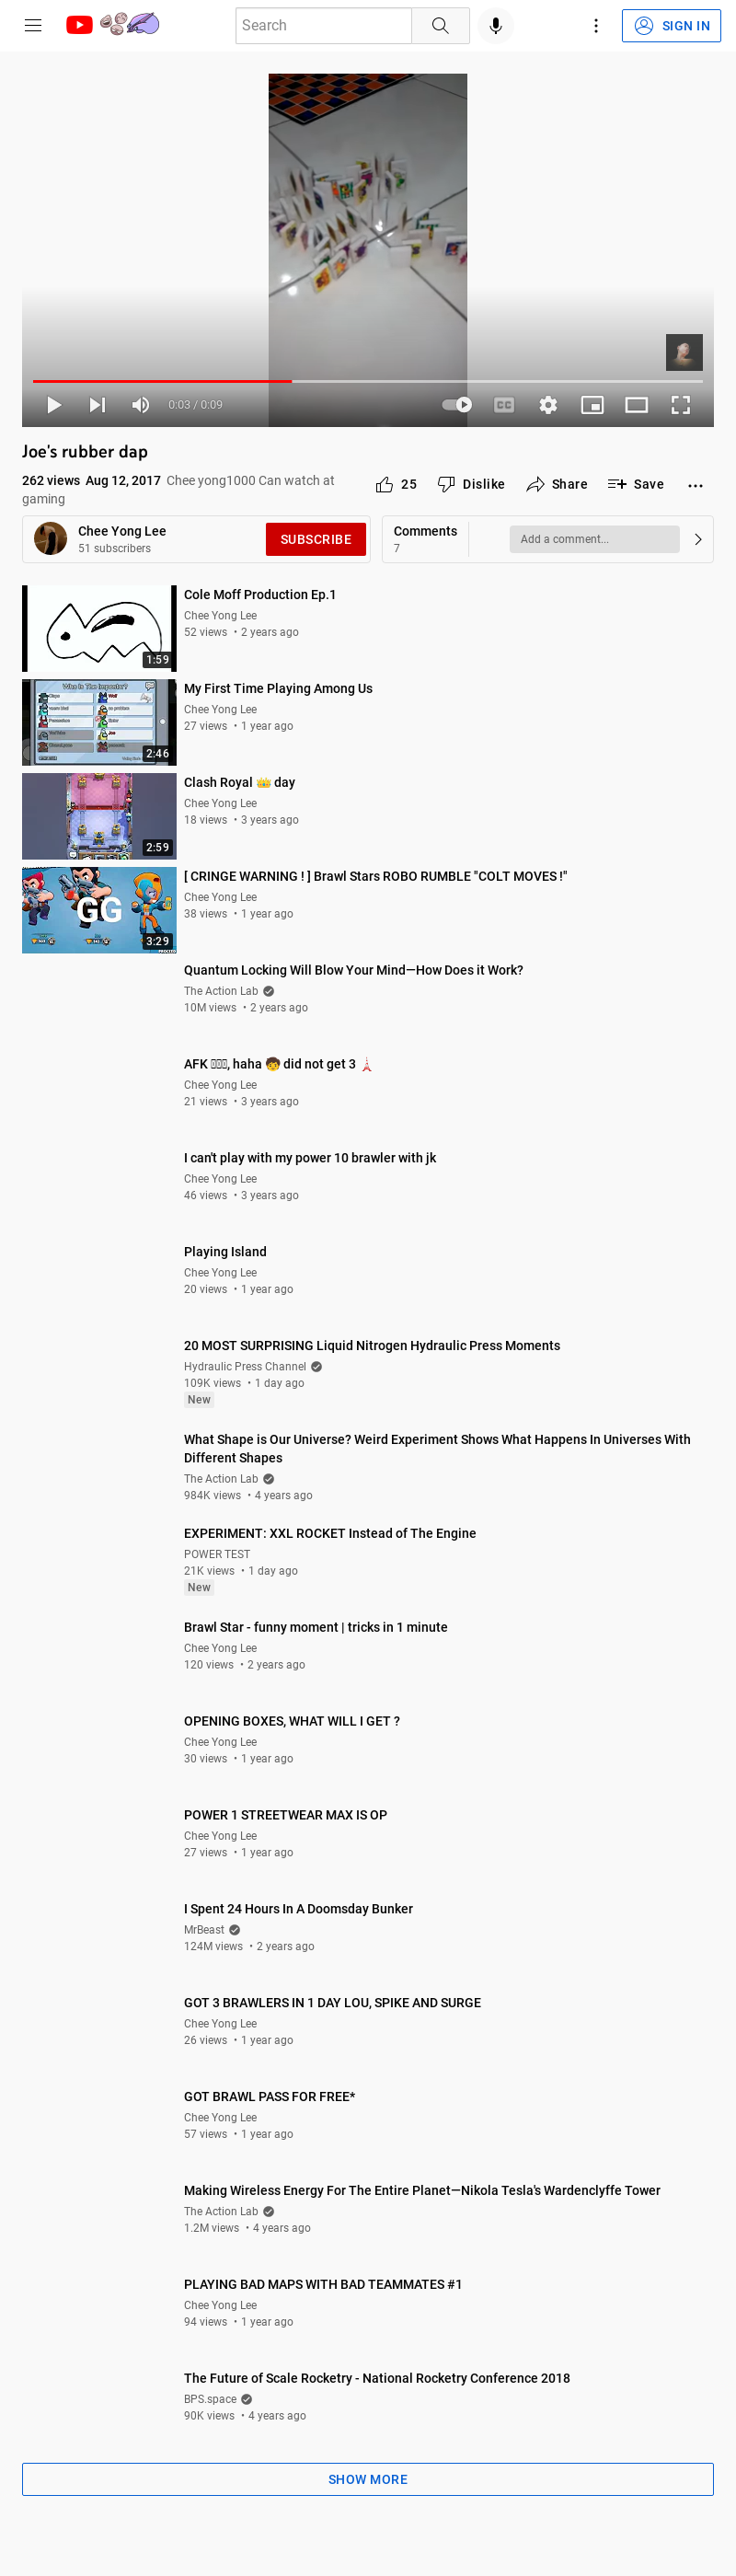 Search
SIGN IN
0:03 / 0:09
CC
Joe's rubber dap
262 views Aug 12, 2017 Chee yong1000 Can watch at
gaming
25
Dislike
Share
Save
Chee Yong Lee
51 subscribers
SUBSCRIBE
Comments
7
Add a comment...
1:59
Cole Moff Production Ep.1
Chee Yong Lee
52 views • 2 years ago
Who Is The Impostor?
2:46
My First Time Playing Among Us
Chee Yong Lee
27 views • 1 year ago
2:59
Clash Royal 👑 day
Chee Yong Lee
18 views • 3 years ago
GG
3:29
[ CRINGE WARNING ! ] Brawl Stars ROBO RUMBLE "COLT MOVES !"
Chee Yong Lee
38 views • 1 year ago
Quantum Locking Will Blow Your Mind—How Does it Work?
The Action Lab
10M views • 2 years ago
AFK , haha 🧒 did not get 3 🗼
Chee Yong Lee
21 views • 3 years ago
I can't play with my power 10 brawler with jk
Chee Yong Lee
46 views • 3 years ago
Playing Island
Chee Yong Lee
20 views • 1 year ago
20 MOST SURPRISING Liquid Nitrogen Hydraulic Press Moments
Hydraulic Press Channel
109K views • 1 day ago
New
What Shape is Our Universe? Weird Experiment Shows What Happens In Universes With
Different Shapes
The Action Lab
984K views • 4 years ago
EXPERIMENT: XXL ROCKET Instead of The Engine
POWER TEST
21K views • 1 day ago
New
Brawl Star - funny moment | tricks in 1 minute
Chee Yong Lee
120 views • 2 years ago
OPENING BOXES, WHAT WILL I GET ?
Chee Yong Lee
30 views • 1 year ago
POWER 1 STREETWEAR MAX IS OP
Chee Yong Lee
27 views • 1 year ago
I Spent 24 Hours In A Doomsday Bunker
MrBeast
124M views • 2 years ago
GOT 3 BRAWLERS IN 1 DAY LOU, SPIKE AND SURGE
Chee Yong Lee
26 views • 1 year ago
GOT BRAWL PASS FOR FREE*
Chee Yong Lee
57 views • 1 year ago
Making Wireless Energy For The Entire Planet—Nikola Tesla's Wardenclyffe Tower
The Action Lab
1.2M views • 4 years ago
PLAYING BAD MAPS WITH BAD TEAMMATES #1
Chee Yong Lee
94 views • 1 year ago
The Future of Scale Rocketry - National Rocketry Conference 2018
BPS.space
90K views • 4 years ago
SHOW MORE